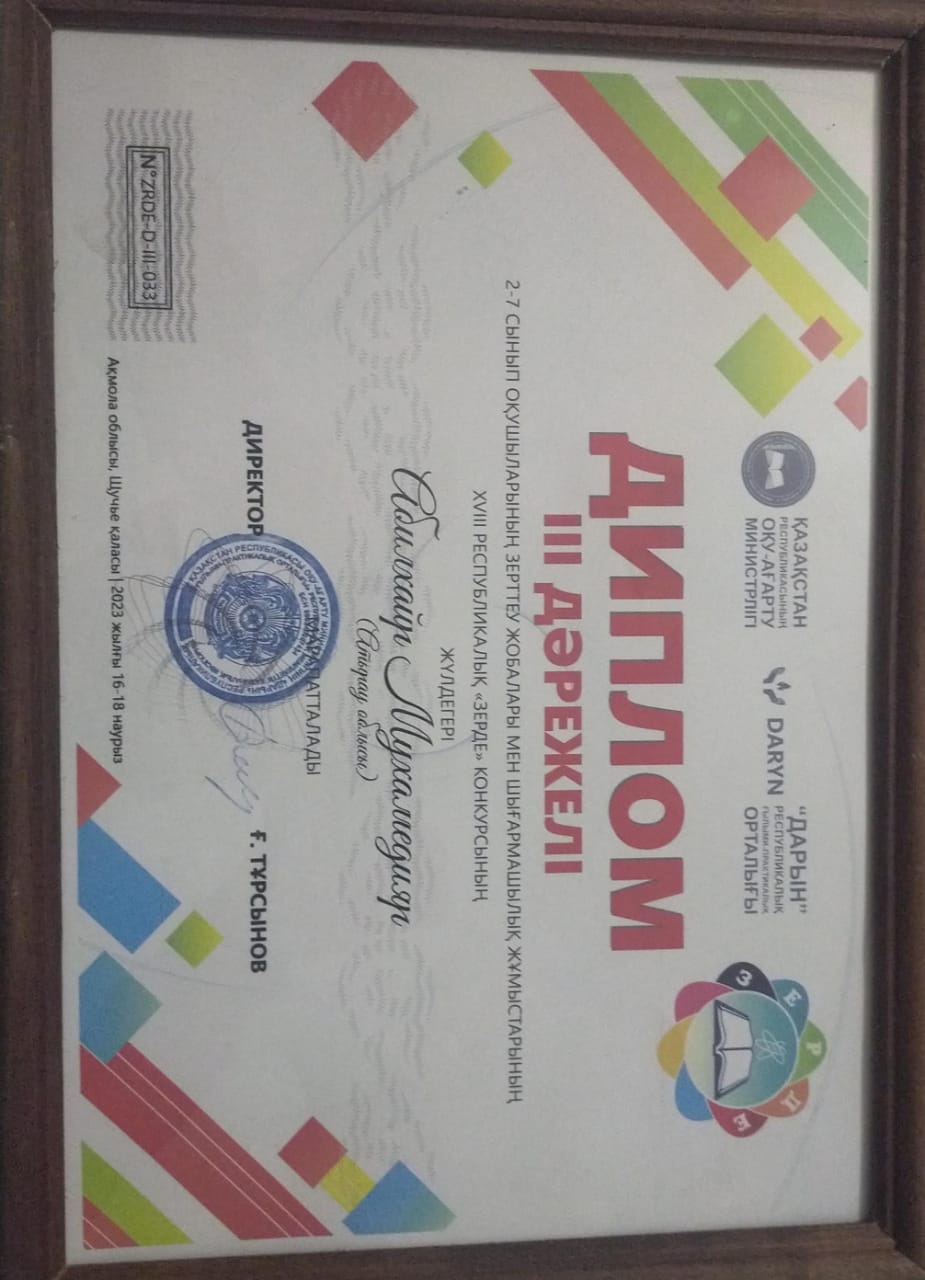 ҚАЗАҚСТАН
РЕСПУБЛИКАСЫНЫҢ
ОҚУ-АҒАРТУ
МИНИСТРЛІГІ
DARYN
“ДАРЫН”
РЕСПУБЛИКАЛЫҚ
ҒЫЛЫМИ-ПРАКТИКАЛЫҚ
ОРТАЛЫҒЫ
ЗЕРДЕ
ДИПЛОМ
III ДӘРЕЖЕЛІ
2-7 СЫНЫП ОҚУШЫЛАРЫНЫҢ ЗЕРТТЕУ ЖОБАЛАРЫ МЕН ШЫҒАРМАШЫЛЫҚ ЖҰМЫСТАРЫНЫҢ
XVIII РЕСПУБЛИКАЛЫҚ «ЗЕРДЕ» КОНКУРСЫНЫҢ
ЖҮЛДЕГЕРІ
Абилхайр Мухамедияр
(Атырау облысы)
МАРАПАТТАЛАДЫ
ДИРЕКТОР
Ғ. ТҰРСЫНОВ
N°ZRDE-D-III-033
Ақмола облысы, Щучье қаласы | 2023 жылғы 16-18 наурыз